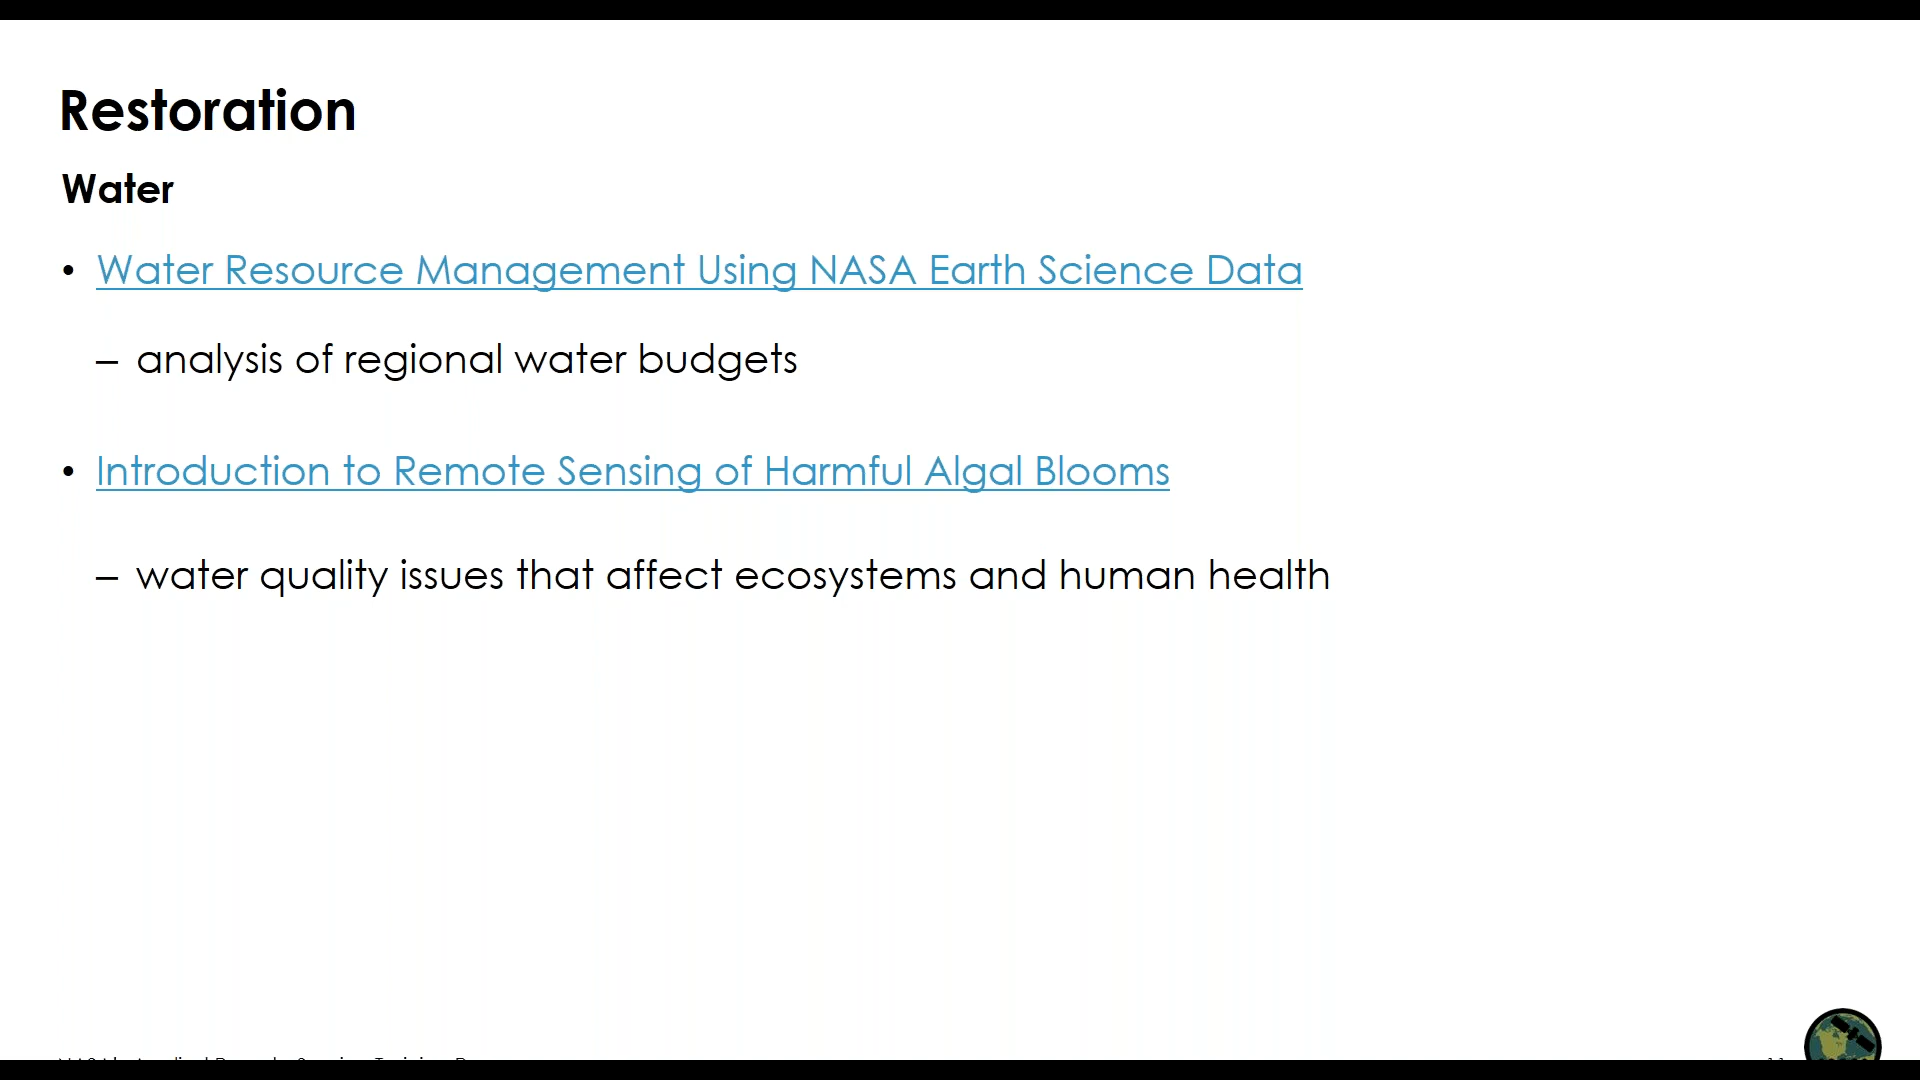 Restoration
Water
• Water Resource Management Using NASA Earth Science Data
– analysis of regional water budgets
• Introduction to Remote Sensing of Harmful Algal Blooms
– water quality issues that affect ecosystems and human health